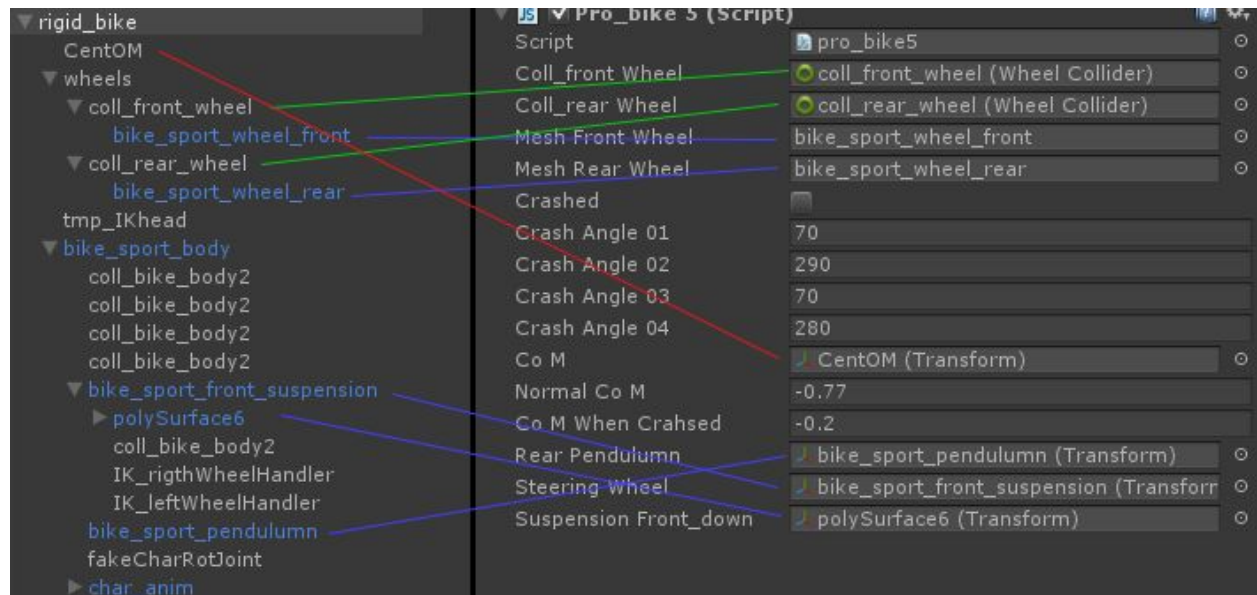 rigid_bike
CentOM
wheels
coll_front_wheel
bike_sport_wheel_front
coll_rear_wheel
bike_sport_wheel_rear
tmp_IKhead
bike_sport_body
coll_bike_body2
coll_bike_body2
coll_bike_body2
coll_bike_body2
bike_sport_front_suspension
polySurface6
coll_bike_body2
IK_rigthWheelHandler
IK_leftWheelHandler
bike_sport_pendulumn
fakeCharRotJoint
char_anim
JS Pro_bike 5 (Script)
Script pro_bike5
Coll_front Wheel coll_front_wheel (Wheel Collider)
Coll_rear Wheel coll_rear_wheel (Wheel Collider)
Mesh Front Wheel bike_sport_wheel_front
Mesh Rear Wheel bike_sport_wheel_rear
Crashed
Crash Angle 01 70
Crash Angle 02 290
Crash Angle 03 70
Crash Angle 04 280
Co M CentOM (Transform)
Normal Co M -0.77
Co M When Crahsed -0.2
Rear Pendulumn bike_sport_pendulumn (Transform)
Steering Wheel bike_sport_front_suspension (Transforr
Suspension Front_down polySurface6 (Transform)